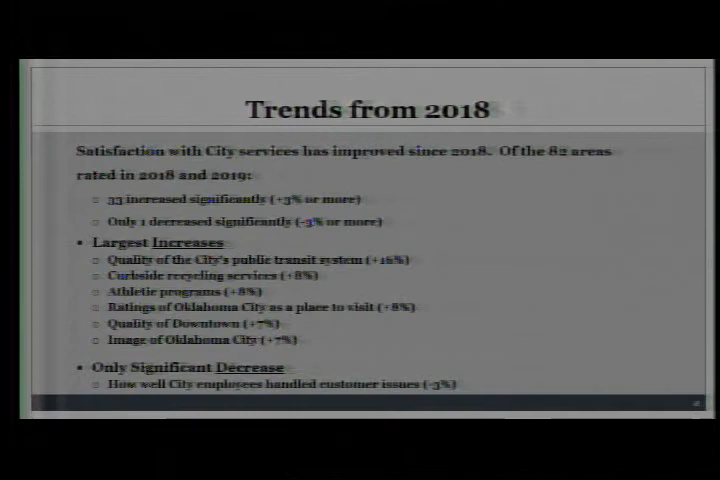 Trends from 2018
Satisfaction with City services has improved since 2018. Of the 82 areas
rated in 2018 and 2019:
33 increased significantly (+3% or more)
Only 1 decreased significantly (-3% or more)
• Largest Increases
Quality of the City's public transit system (+16%)
Curbside recycling services (+8%)
Athletic programs (+8%)
Ratings of Oklahoma City as a place to visit (+8%)
Quality of Downtown (+7%)
Image of Oklahoma City (+7%)
• Only Significant Decrease
How well City employees handled customer issues (-3%)